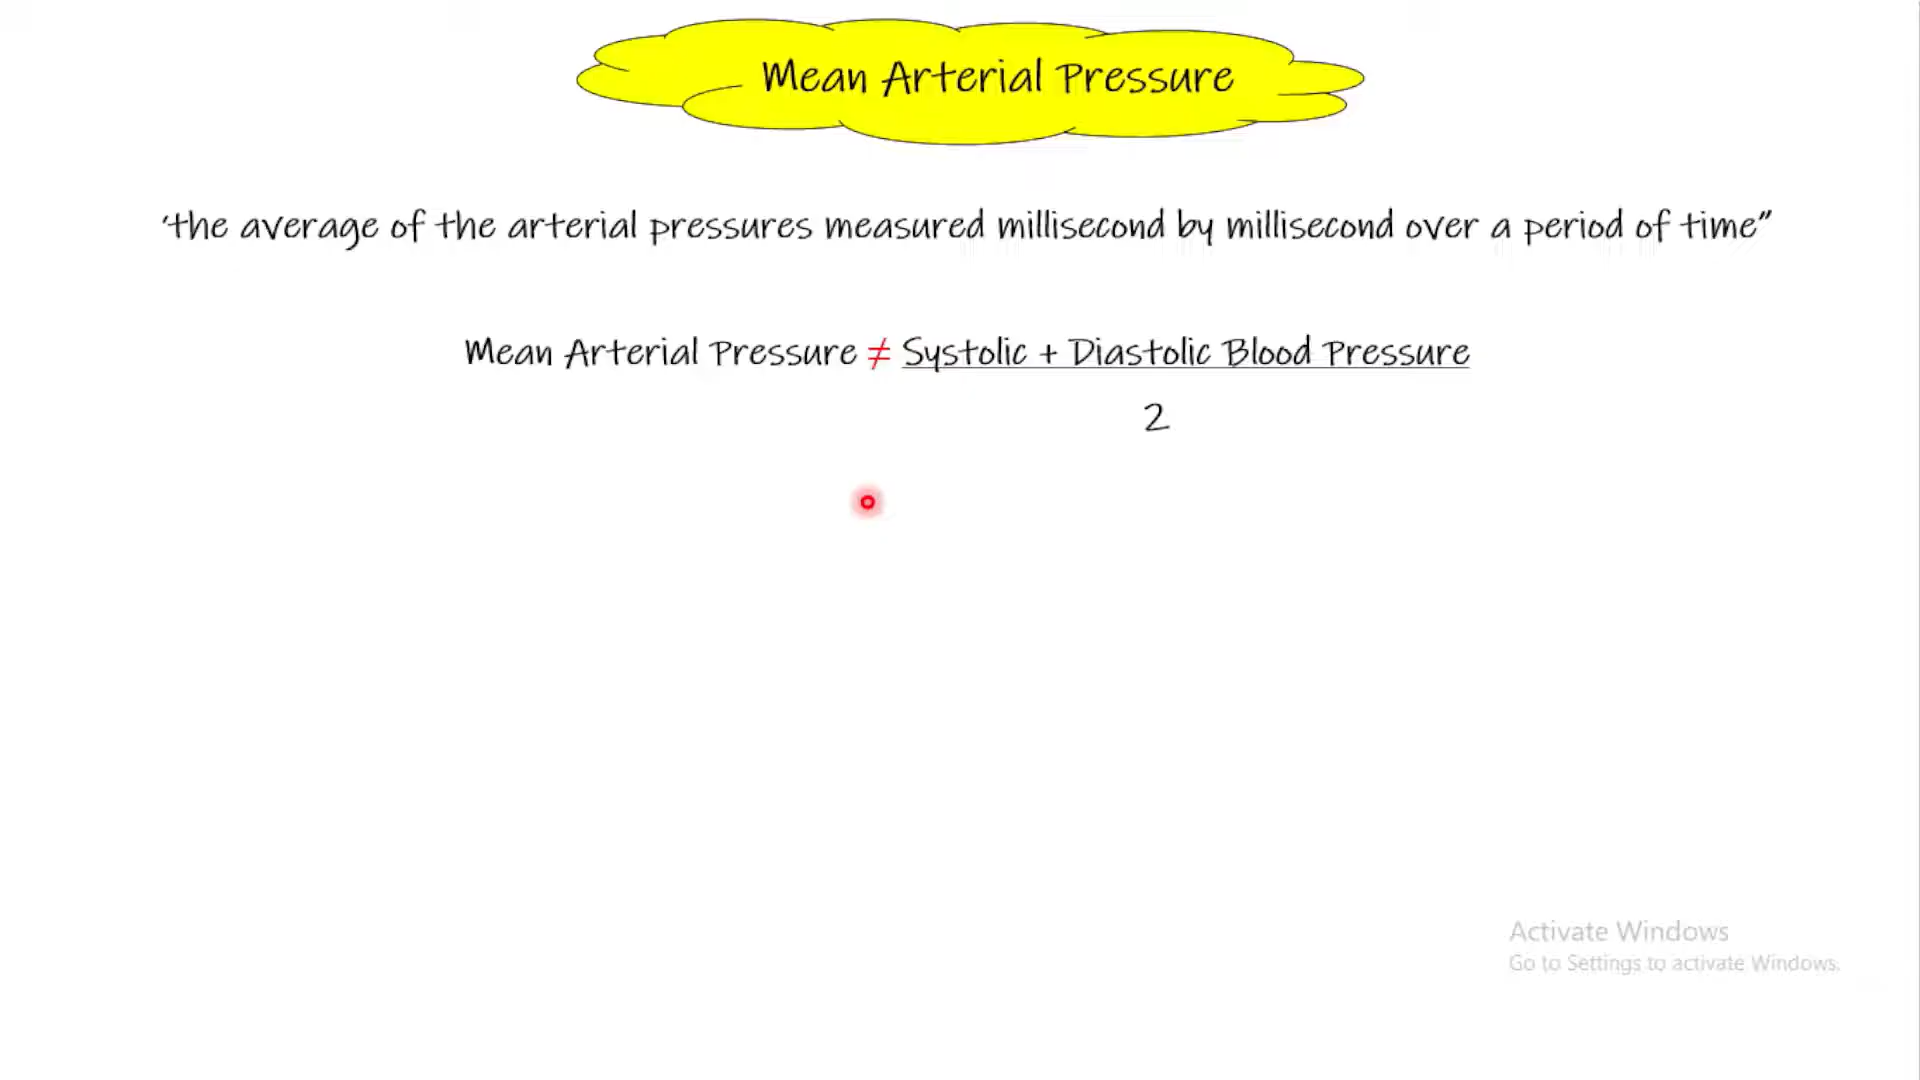 Mean Arterial Pressure
‘the average of the arterial pressures measured millisecond by millisecond over a period of time”
Mean Arterial Pressure ≠ Systolic + Diastolic Blood Pressure
2
Activate Windows
Go to Settings to activate Windows.